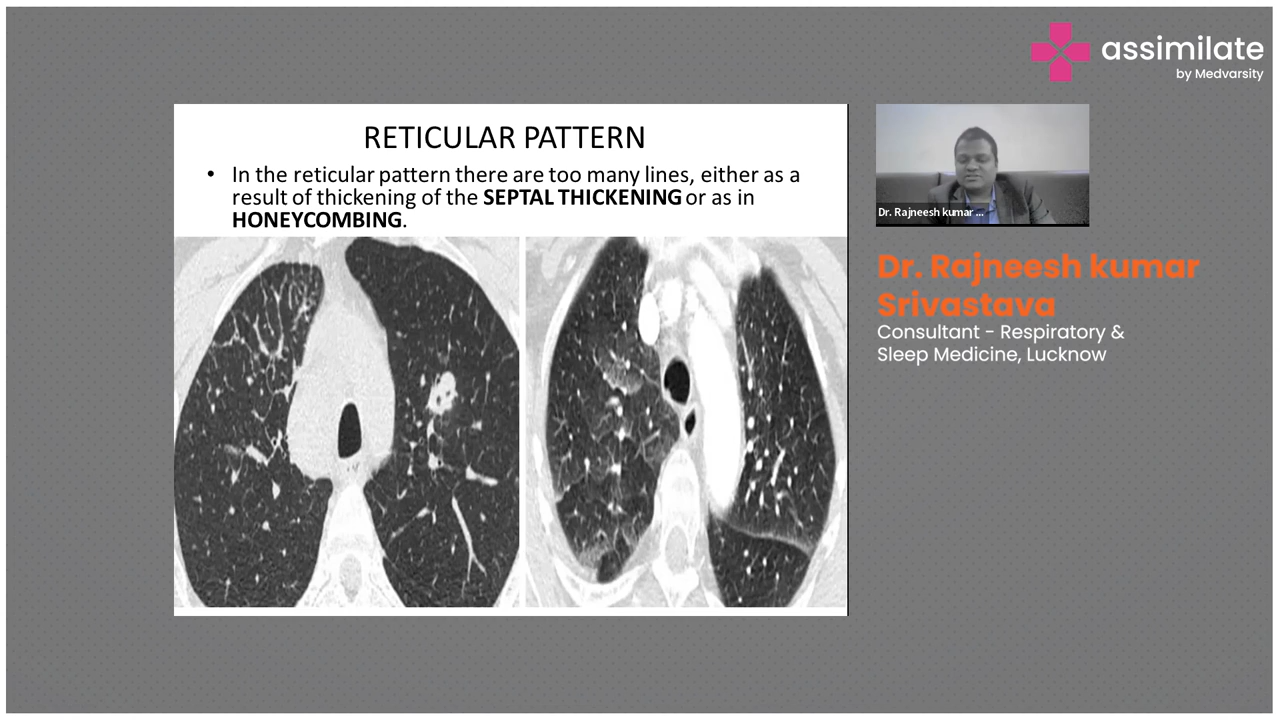 assimilate
by Medvarsity
RETICULAR PATTERN
• In the reticular pattern there are too many lines, either as a
result of thickening of the SEPTAL THICKENING or as in
HONEYCOMBING.
Dr. Rajneesh kumar ...
Dr. Rajneesh kumar
Srivastava
Consultant - Respiratory &
Sleep Medicine, Lucknow